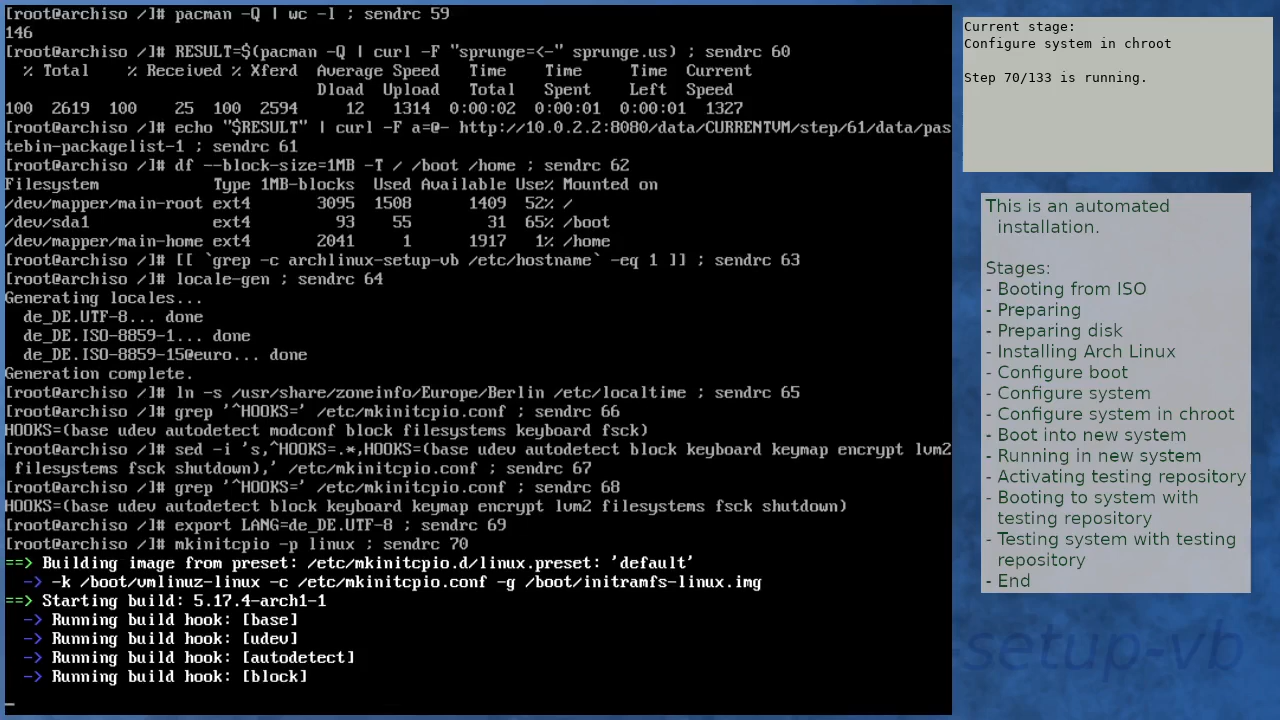 [root@archiso /]# pacman -Q | wc -l ; sendrc 59
146
[root@archiso /]# RESULT=$(pacman -Q | curl -F "sprunge=<-" sprunge.us) ; sendrc 60
  % Total    % Received % Xferd  Average Speed   Time    Time     Time  Current
                                 Dload  Upload   Total   Spent    Left  Speed
100  2619  100    25  100  2594     12   1314  0:00:02  0:00:01  0:00:01  1327
[root@archiso /]# echo "$RESULT" | curl -F a=@- http://10.0.2.2:8080/data/CURRENTVM/step/61/data/pas
tebin-packagelist-1 ; sendrc 61
[root@archiso /]# df --block-size=1MB -T / /boot /home ; sendrc 62
Filesystem            Type 1MB-blocks  Used Available Use% Mounted on
/dev/mapper/main-root ext4       3095  1508      1409  52% /
/dev/sda1             ext4         93    55        31  65% /boot
/dev/mapper/main-home ext4       2041     1      1917   1% /home
[root@archiso /]# [[ `grep -c archlinux-setup-vb /etc/hostname` -eq 1 ]] ; sendrc 63
[root@archiso /]# locale-gen ; sendrc 64
Generating locales...
  de_DE.UTF-8... done
  de_DE.ISO-8859-1... done
  de_DE.ISO-8859-15@euro... done
Generation complete.
[root@archiso /]# ln -s /usr/share/zoneinfo/Europe/Berlin /etc/localtime ; sendrc 65
[root@archiso /]# grep '^HOOKS=' /etc/mkinitcpio.conf ; sendrc 66
HOOKS=(base udev autodetect modconf block filesystems keyboard fsck)
[root@archiso /]# sed -i 's,^HOOKS=.*,HOOKS=(base udev autodetect block keyboard keymap encrypt lvm2
 filesystems fsck shutdown),' /etc/mkinitcpio.conf ; sendrc 67
[root@archiso /]# grep '^HOOKS=' /etc/mkinitcpio.conf ; sendrc 68
HOOKS=(base udev autodetect block keyboard keymap encrypt lvm2 filesystems fsck shutdown)
[root@archiso /]# export LANG=de_DE.UTF-8 ; sendrc 69
[root@archiso /]# mkinitcpio -p linux ; sendrc 70
==> Building image from preset: /etc/mkinitcpio.d/linux.preset: 'default'
  -> -k /boot/vmlinuz-linux -c /etc/mkinitcpio.conf -g /boot/initramfs-linux.img
==> Starting build: 5.17.4-arch1-1
  -> Running build hook: [base]
  -> Running build hook: [udev]
  -> Running build hook: [autodetect]
  -> Running build hook: [block]
Current stage:
Configure system in chroot
Step 70/133 is running.
This is an automated
installation.
Stages:
- Booting from ISO
- Preparing
- Preparing disk
- Installing Arch Linux
- Configure boot
- Configure system
- Configure system in chroot
- Boot into new system
- Running in new system
- Activating testing repository
- Booting to system with
testing repository
- Testing system with testing
repository
- End
-setup-vb